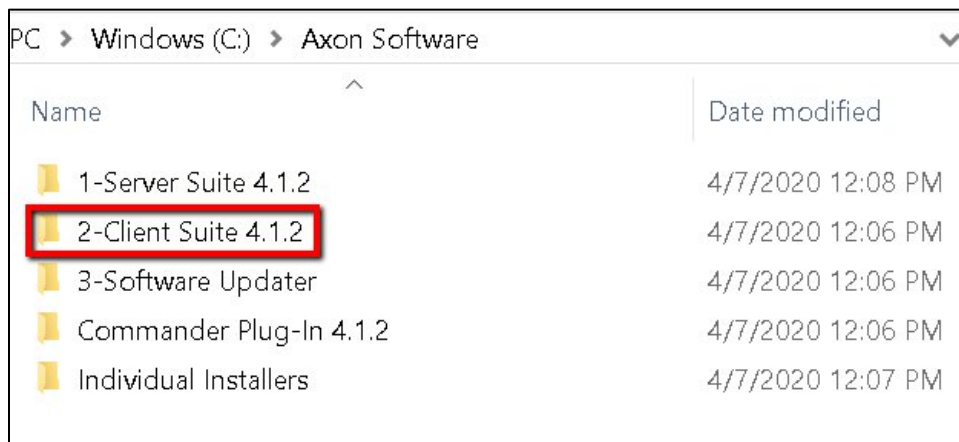 PC > Windows (C:) > Axon Software
Name Date modified
1-Server Suite 4.1.2 4/7/2020 12:08 PM
2-Client Suite 4.1.2 4/7/2020 12:06 PM
3-Software Updater 4/7/2020 12:06 PM
Commander Plug-In 4.1.2 4/7/2020 12:06 PM
Individual Installers 4/7/2020 12:07 PM